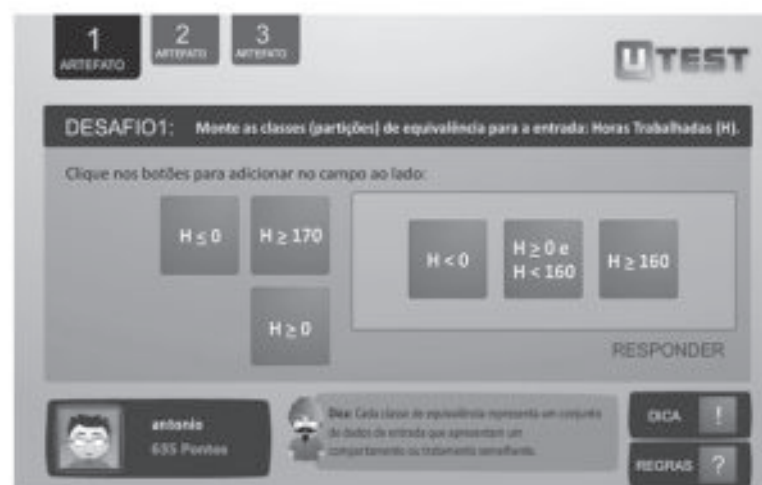 1
ARTEFATO
2
ARTEFATO
3
ARTEFATO
UTEST
DESAFIO1: Monte as classes (partições) de equivalência para a entrada: Horas Trabalhadas (H).
Clique nos botões para adicionar no campo ao lado:
H ≤ 0
H ≥ 170
H ≥ 0
H < 0
H ≥ 0 e
H < 160
H ≥ 160
RESPONDER
antonio
635 Pontos
Dica: Cada classe de equivalência representa um conjunto
de dados de entrada que apresentam um
comportamento ou tratamento semelhante.
DICA !
REGRAS ?